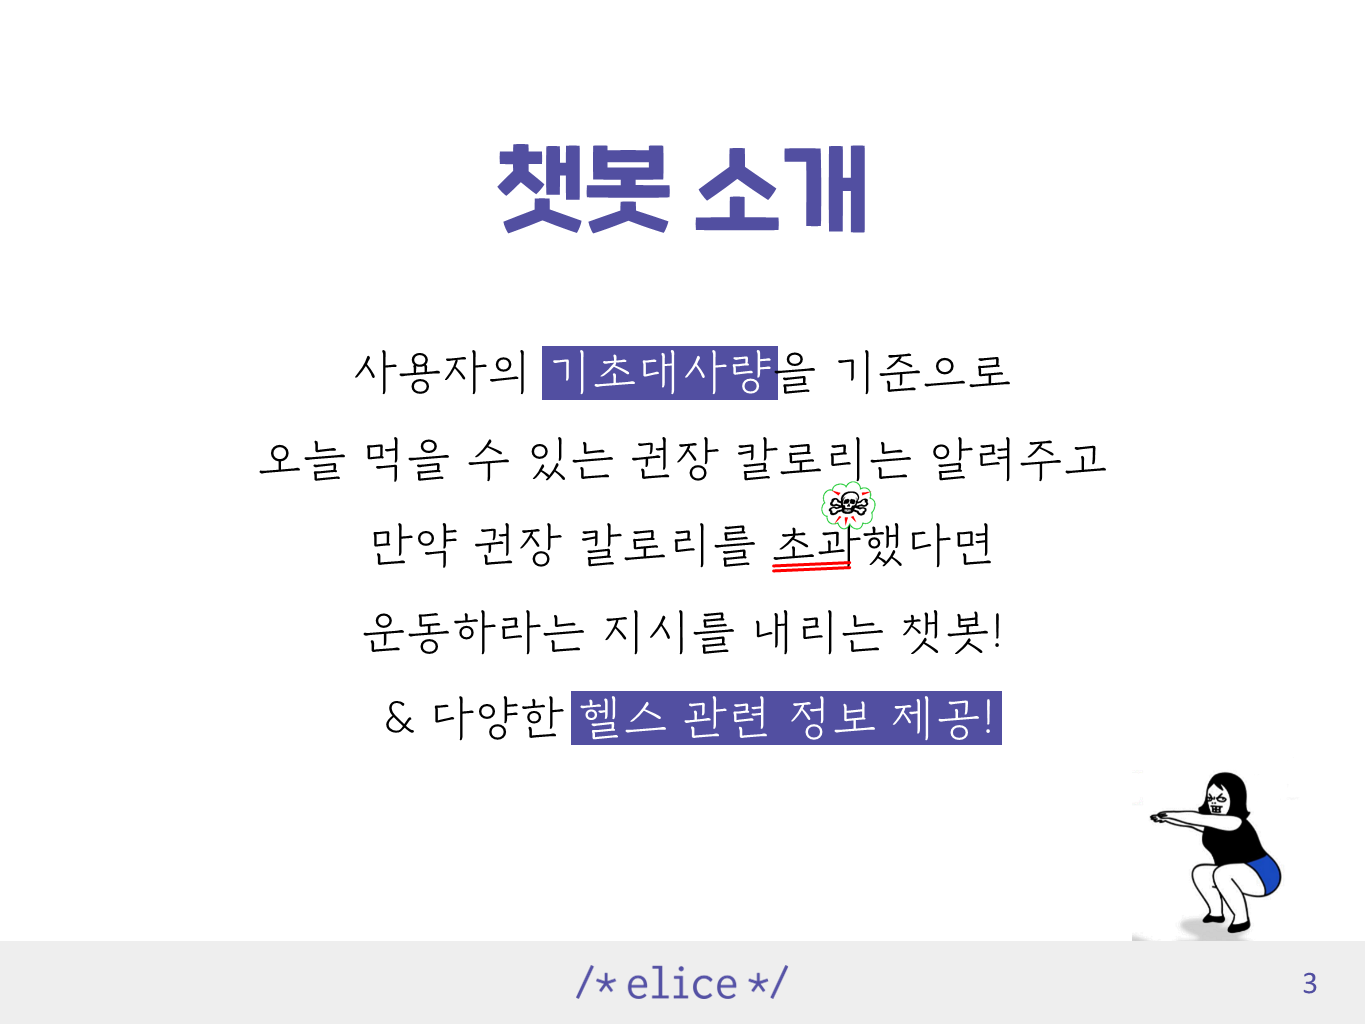 챗봇 소개
사용자의 기초대사량을 기준으로
오늘 먹을 수 있는 권장 칼로리는 알려주고
만약 권장 칼로리를 초과했다면
운동하라는 지시를 내리는 챗봇!
& 다양한 헬스 관련 정보 제공!
/* elice */
3